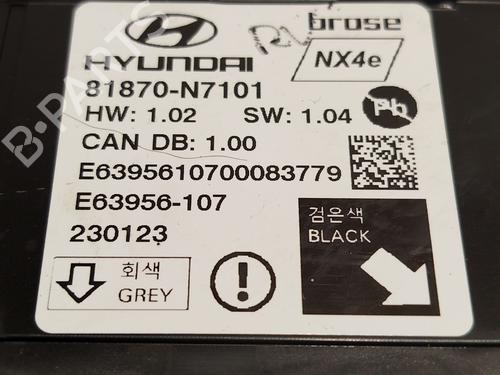 brose
HYUNDAI
NX4e
81870-N7101
HW: 1.02 SW: 1.04
Pb
CAN DB: 1.00
E6395610700083779
E63956-107
230123
검은색
BLACK
회색
GREY
B-PARTS